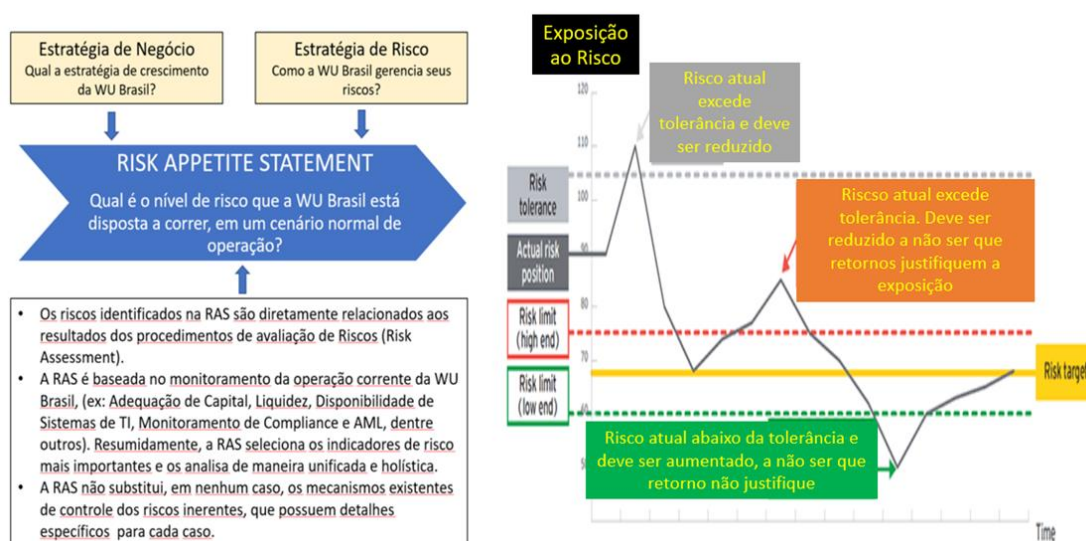 Estratégia de Negócio
Qual a estratégia de crescimento
da WU Brasil?
Estratégia de Risco
Como a WU Brasil gerencia seus
riscos?
RISK APPETITE STATEMENT
Qual é o nível de risco que a WU Brasil está
disposta a correr, em um cenário normal de
operação?
• Os riscos identificados na RAS são diretamente relacionados aos
resultados dos procedimentos de avaliação de Riscos (Risk
Assessment).
• A RAS é baseada no monitoramento da operação corrente da WU
Brasil, (ex: Adequação de Capital, Liquidez, Disponibilidade de
Sistemas de TI, Monitoramento de Compliance e AML, dentre
outros). Resumidamente, a RAS seleciona os indicadores de risco
mais importantes e os analisa de maneira unificada e holística.
• A RAS não substitui, em nenhum caso, os mecanismos existentes
de controle dos riscos inerentes, que possuem detalhes
específicos para cada caso.
Exposição
ao Risco
Risco atual
excede
tolerância e deve
ser reduzido
120
110
Risk
tolerance
100
Riscso atual excede
tolerância. Deve ser
reduzido a não ser que
retornos justifiquem a
exposição
Actual risk
position
90
80
Risk limit
(high end)
70
Risk target
Risk limit
(low end)
60
Risco atual abaixo da tolerância e
deve ser aumentado, a não ser que
retorno não justifique
Time